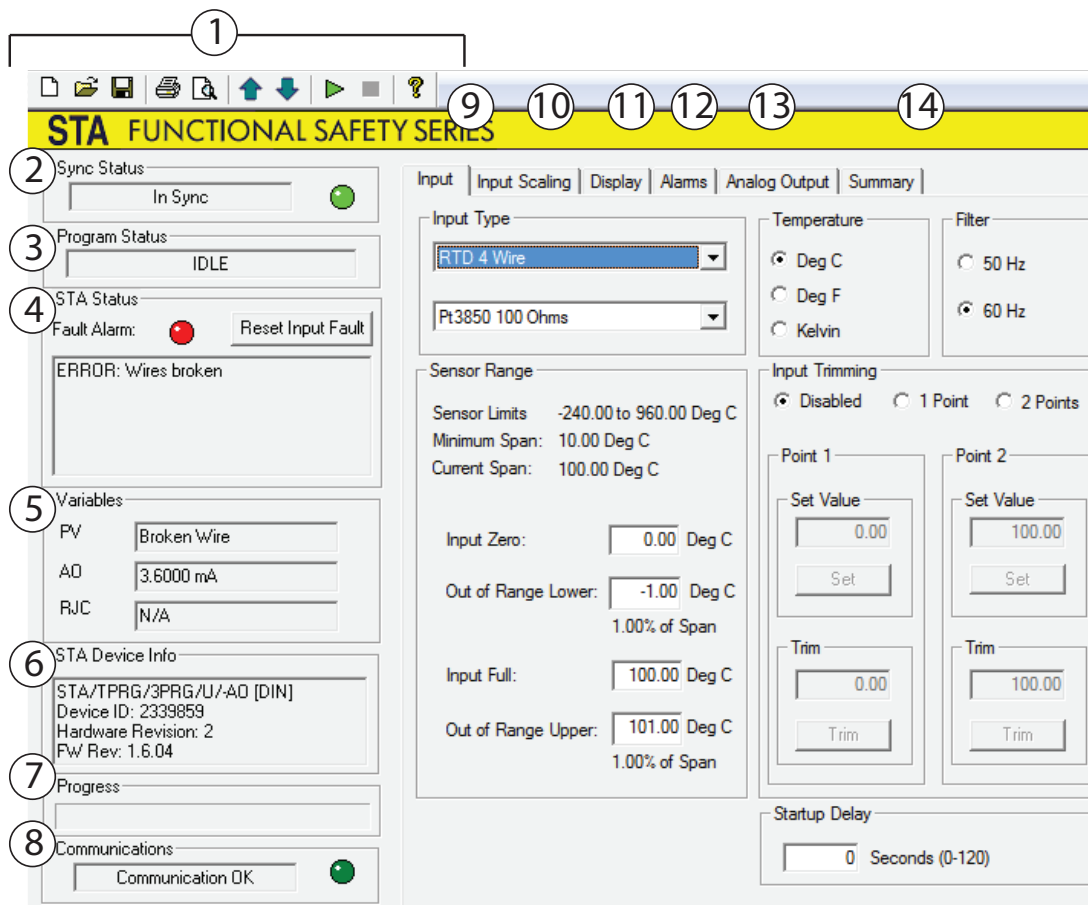 1
9 10 11 12 13 14
STA FUNCTIONAL SAFETY SERIES
2
Sync Status
In Sync
3
Program Status
IDLE
4
STA Status
Fault Alarm: Reset Input Fault
ERROR: Wires broken
5
Variables
PV Broken Wire
AO 3.6000 mA
RJC N/A
6
STA Device Info
STA/TPRG/3PRG/U/-AO [DIN]
Device ID: 2339859
Hardware Revision: 2
FW Rev: 1.6.04
7
Progress
8
Communications
Communication OK
Input Input Scaling Display Alarms Analog Output Summary
Input Type
RTD 4 Wire
Pt3850 100 Ohms
Temperature
Deg C
Deg F
Kelvin
Filter
50 Hz
60 Hz
Sensor Range
Sensor Limits -240.00 to 960.00 Deg C
Minimum Span: 10.00 Deg C
Current Span: 100.00 Deg C
Input Zero: 0.00 Deg C
Out of Range Lower: -1.00 Deg C
1.00% of Span
Input Full: 100.00 Deg C
Out of Range Upper: 101.00 Deg C
1.00% of Span
Input Trimming
Disabled 1 Point 2 Points
Point 1
Set Value
0.00
Set
Trim
0.00
Trim
Point 2
Set Value
100.00
Set
Trim
100.00
Trim
Startup Delay
0 Seconds (0-120)